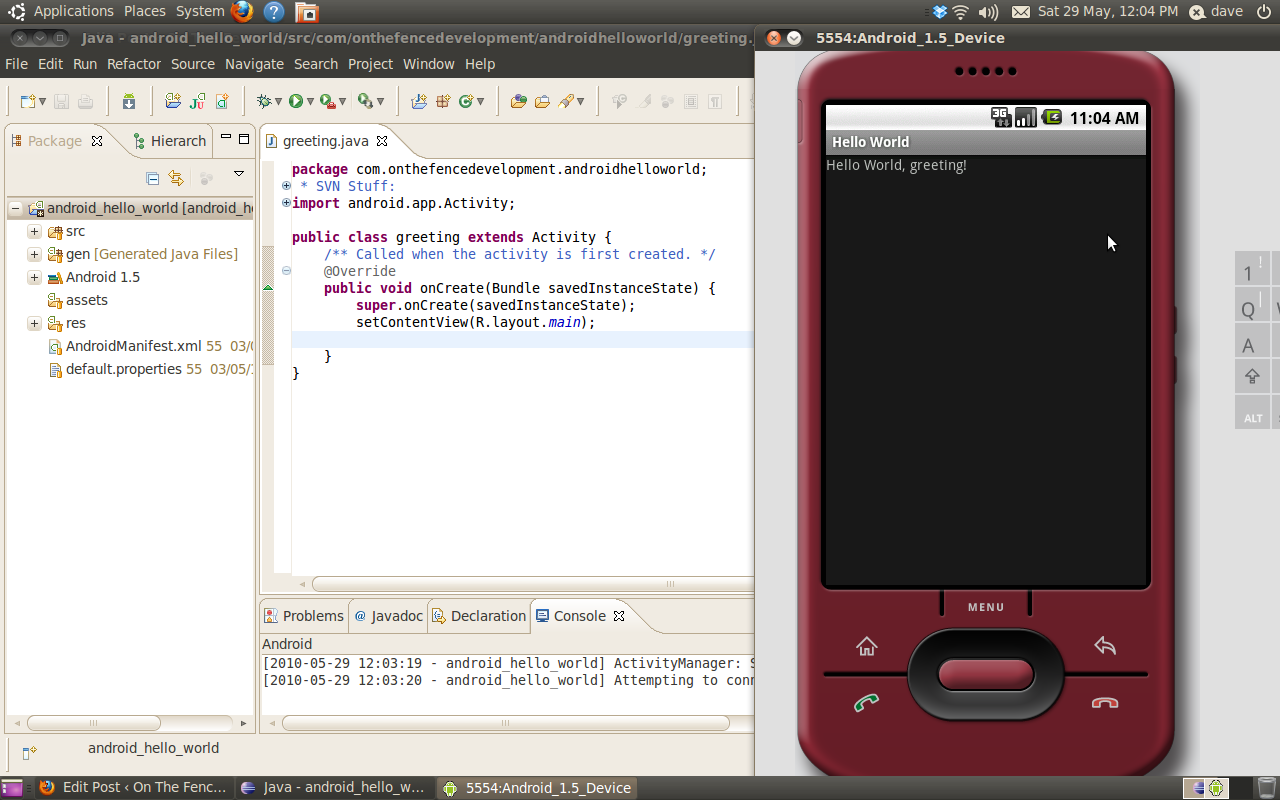 Applications Places System
Sat 29 May, 12:04 PM dave
Java - android_hello_world/src/com/onthefencedevelopment/androidhelloworld/greeting.
5554:Android_1.5_Device
File Edit Run Refactor Source Navigate Search Project Window Help
Package
Hierarch
greeting.java
android_hello_world [android_h
src
gen [Generated Java Files]
Android 1.5
assets
res
AndroidManifest.xml 55 03/0
default.properties 55 03/05/
package com.onthefencedevelopment.androidhelloworld;
* SVN Stuff:
import android.app.Activity;
public class greeting extends Activity {
/** Called when the activity is first created. */
@Override
public void onCreate(Bundle savedInstanceState) {
super.onCreate(savedInstanceState);
setContentView(R.layout.main);
}
}
Problems
@ Javadoc
Declaration
Console
Android
[2010-05-29 12:03:19 - android_hello_world] ActivityManager: S
[2010-05-29 12:03:20 - android_hello_world] Attempting to conn
3G
11:04 AM
Hello World
Hello World, greeting!
MENU
1 !
Q
A
ALT
android_hello_world
Edit Post ‹ On The Fenc...
Java - android_hello_w...
5554:Android_1.5_Device